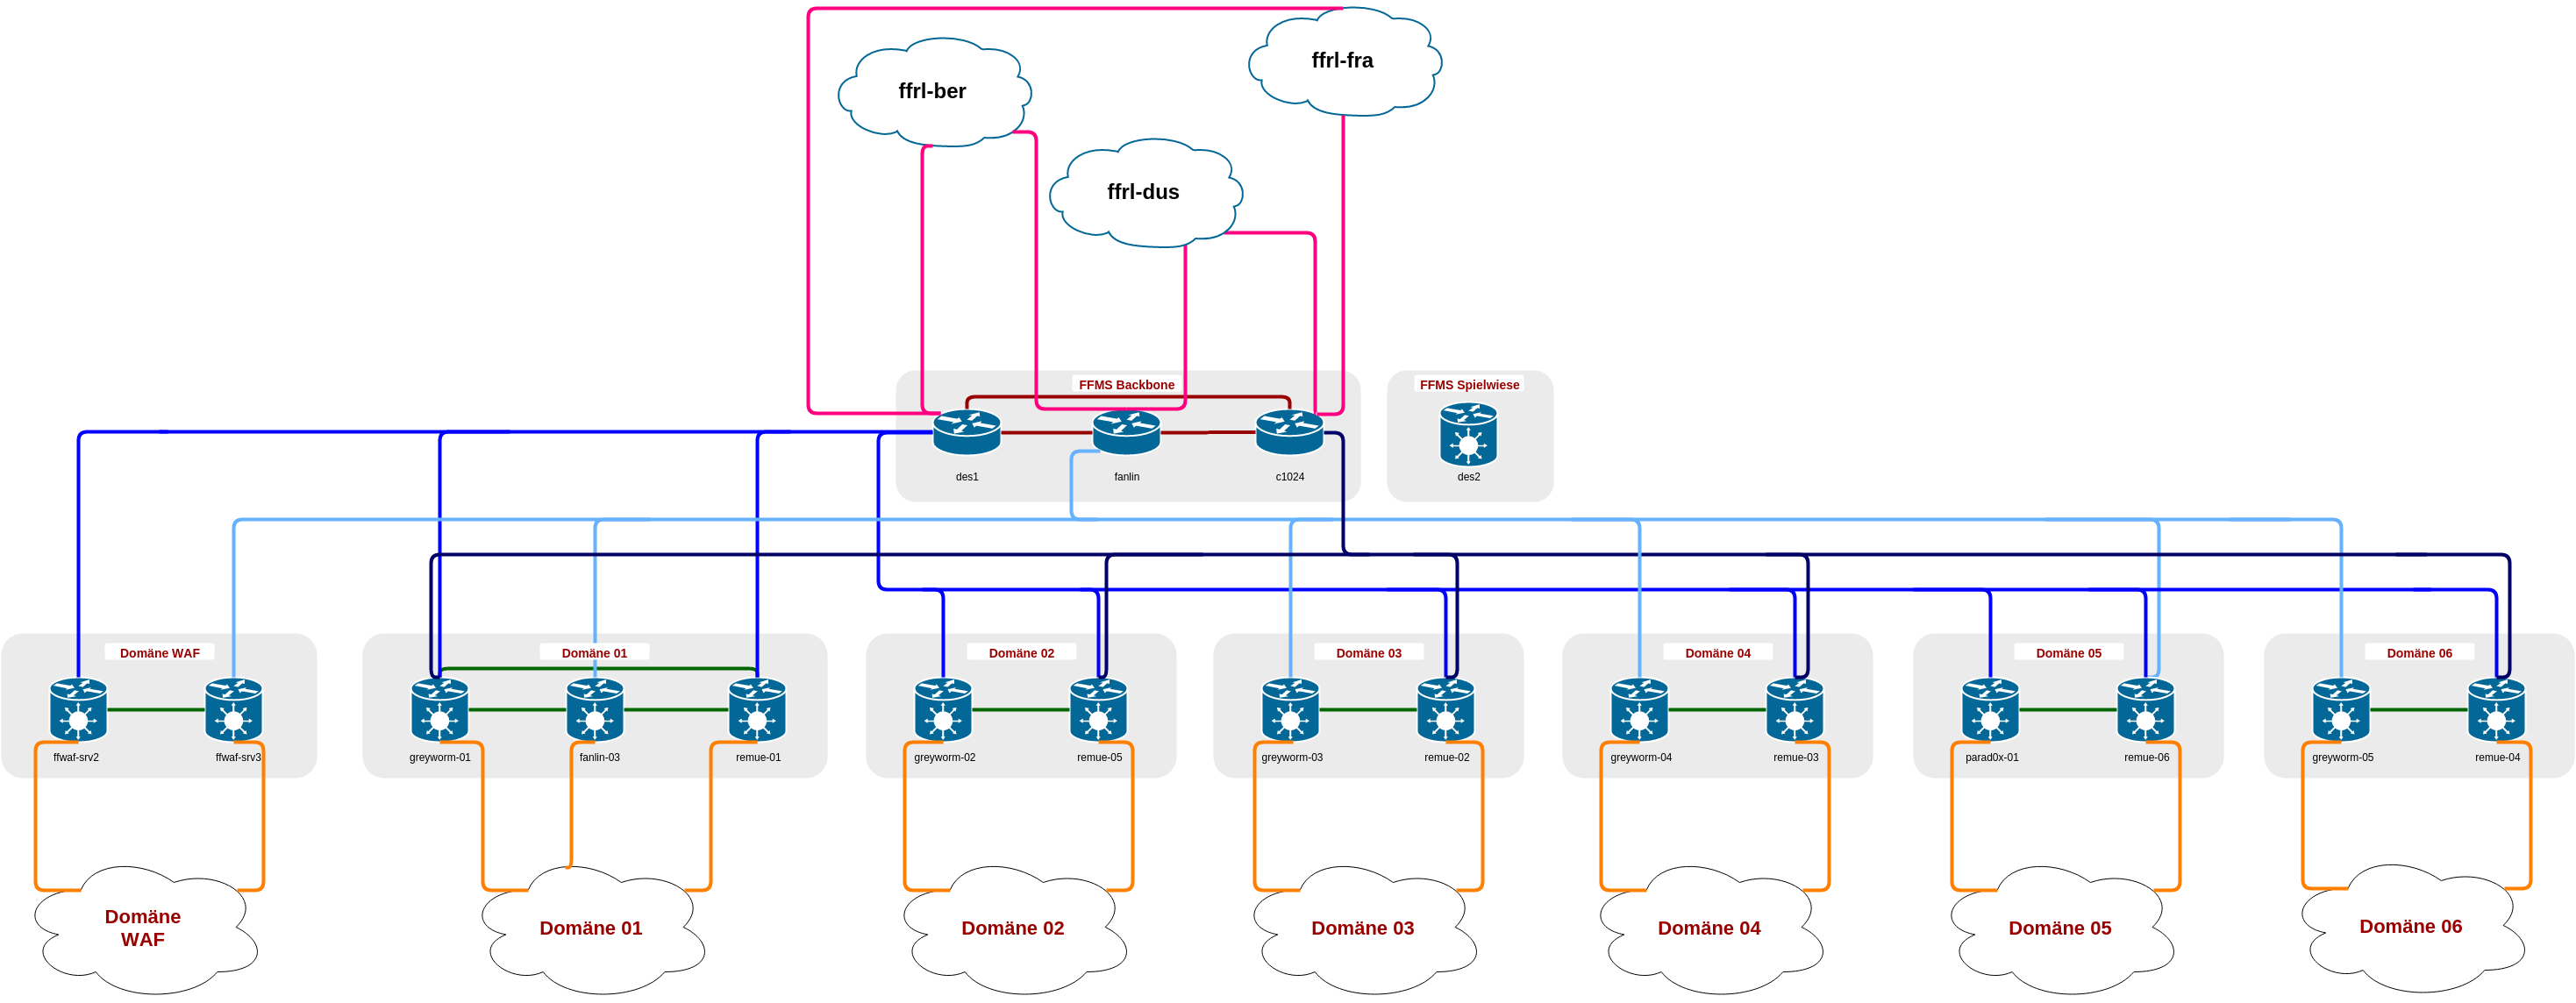 ffrl-fra
ffrl-ber
ffrl-dus
FFMS Backbone
FFMS Spielwiese
des1
fanlin
c1024
des2
Domäne WAF
Domäne 01
Domäne 02
Domäne 03
Domäne 04
Domäne 05
Domäne 06
ffwaf-srv2
ffwaf-srv3
greyworm-01
fanlin-03
remue-01
greyworm-02
remue-05
greyworm-03
remue-02
greyworm-04
remue-03
parad0x-01
remue-06
greyworm-05
remue-04
Domäne
WAF
Domäne 01
Domäne 02
Domäne 03
Domäne 04
Domäne 05
Domäne 06